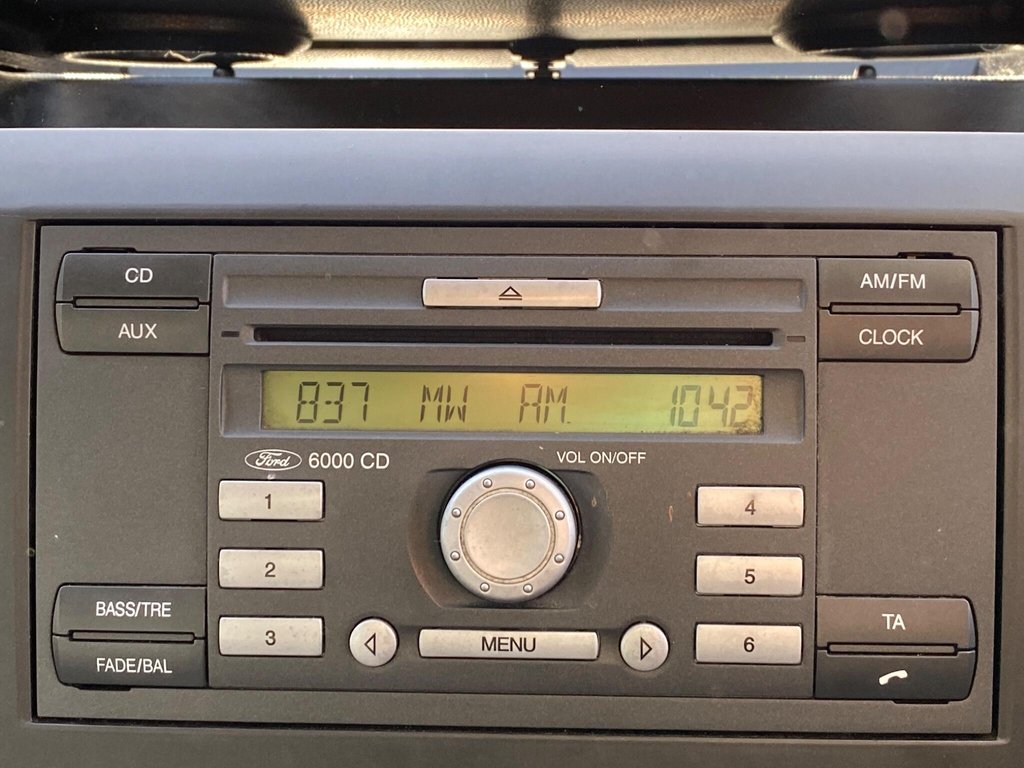 CD
AUX
AM/FM
CLOCK
837 MW AM 1042
Ford 6000 CD
VOL ON/OFF
1
2
3
4
5
6
BASS/TRE
FADE/BAL
MENU
TA